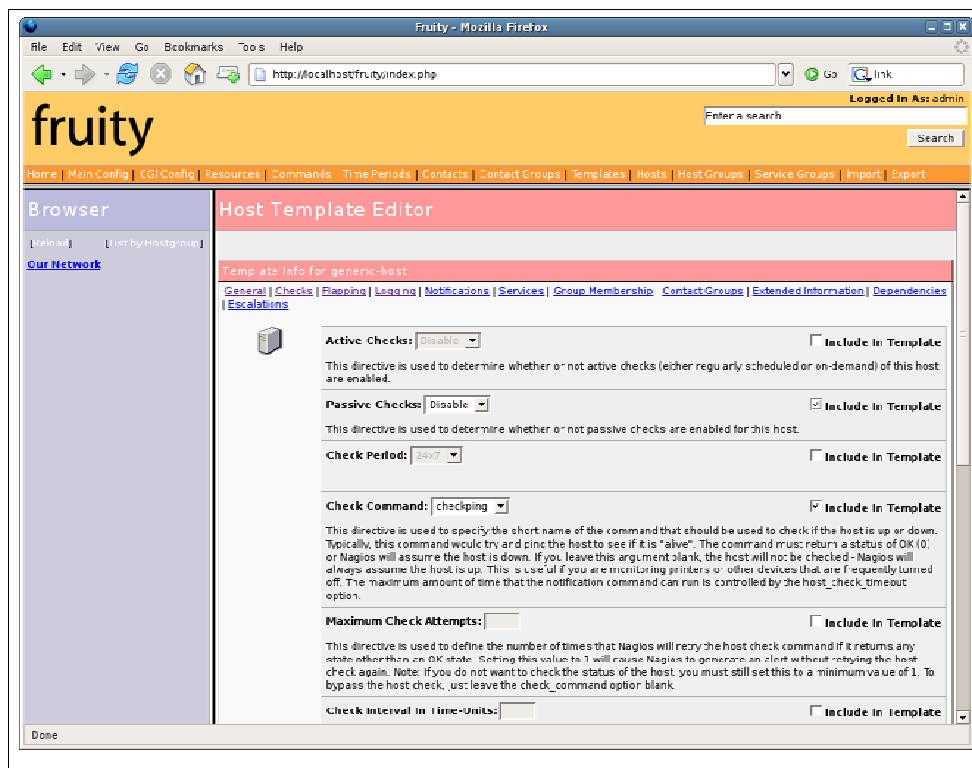 Fruity - Mozilla Firefox
File Edit View Go Bookmarks Tools Help
http://localhost/fruity/index.php
Go
link
Logged In As: admin
fruity
Enter a search
Search
Home | Main Config | CGI Config | Resources | Commands Time Periods | Contacts | Contact Groups | Templates | Hosts | Host Groups | Service Groups | Import | Export
Browser
[Reload] [List by Hostgroup]
Our Network
Host Template Editor
Template Info for generic-host
General | Checks | Flapping | Logging | Notifications | Services | Group Membership Contact Groups | Extended Information | Dependencies
| Escalations
Active Checks: Disable
Include In Template
This directive is used to determine whether or not active checks (either regularly scheduled or on-demand) of this host
are enabled.
Passive Checks: Disable
Include In Template
This directive is used to determine whether or not passive checks are enabled for this host.
Check Period: 24x7
Include In Template
Check Command: checkping
Include In Template
This directive is used to specify the short name of the command that should be used to check if the host is up or down.
Typically, this command would try and ping the host to see if it is "alive". The command must return a status of OK (0)
or Nagios will assume the host is down. If you leave this argument blank, the host will not be checked - Nagios will
always assume the host is up. This is useful if you are monitoring printers or other devices that are frequently turned
off. The maximum amount of time that the notification command can run is controlled by the host_check_timeout
option.
Maximum Check Attempts:
Include In Template
This directive is used to define the number of times that Nagios will retry the host check command if it returns any
state other than an OK state. Setting this value to 1 will cause Nagios to generate an alert without retrying the host
check again. Note: If you do not want to check the status of the host, you must still set this to a minimum value of 1. To
bypass the host check, just leave the check_command option blank.
Check Interval In Time-Units:
Include In Template
Done